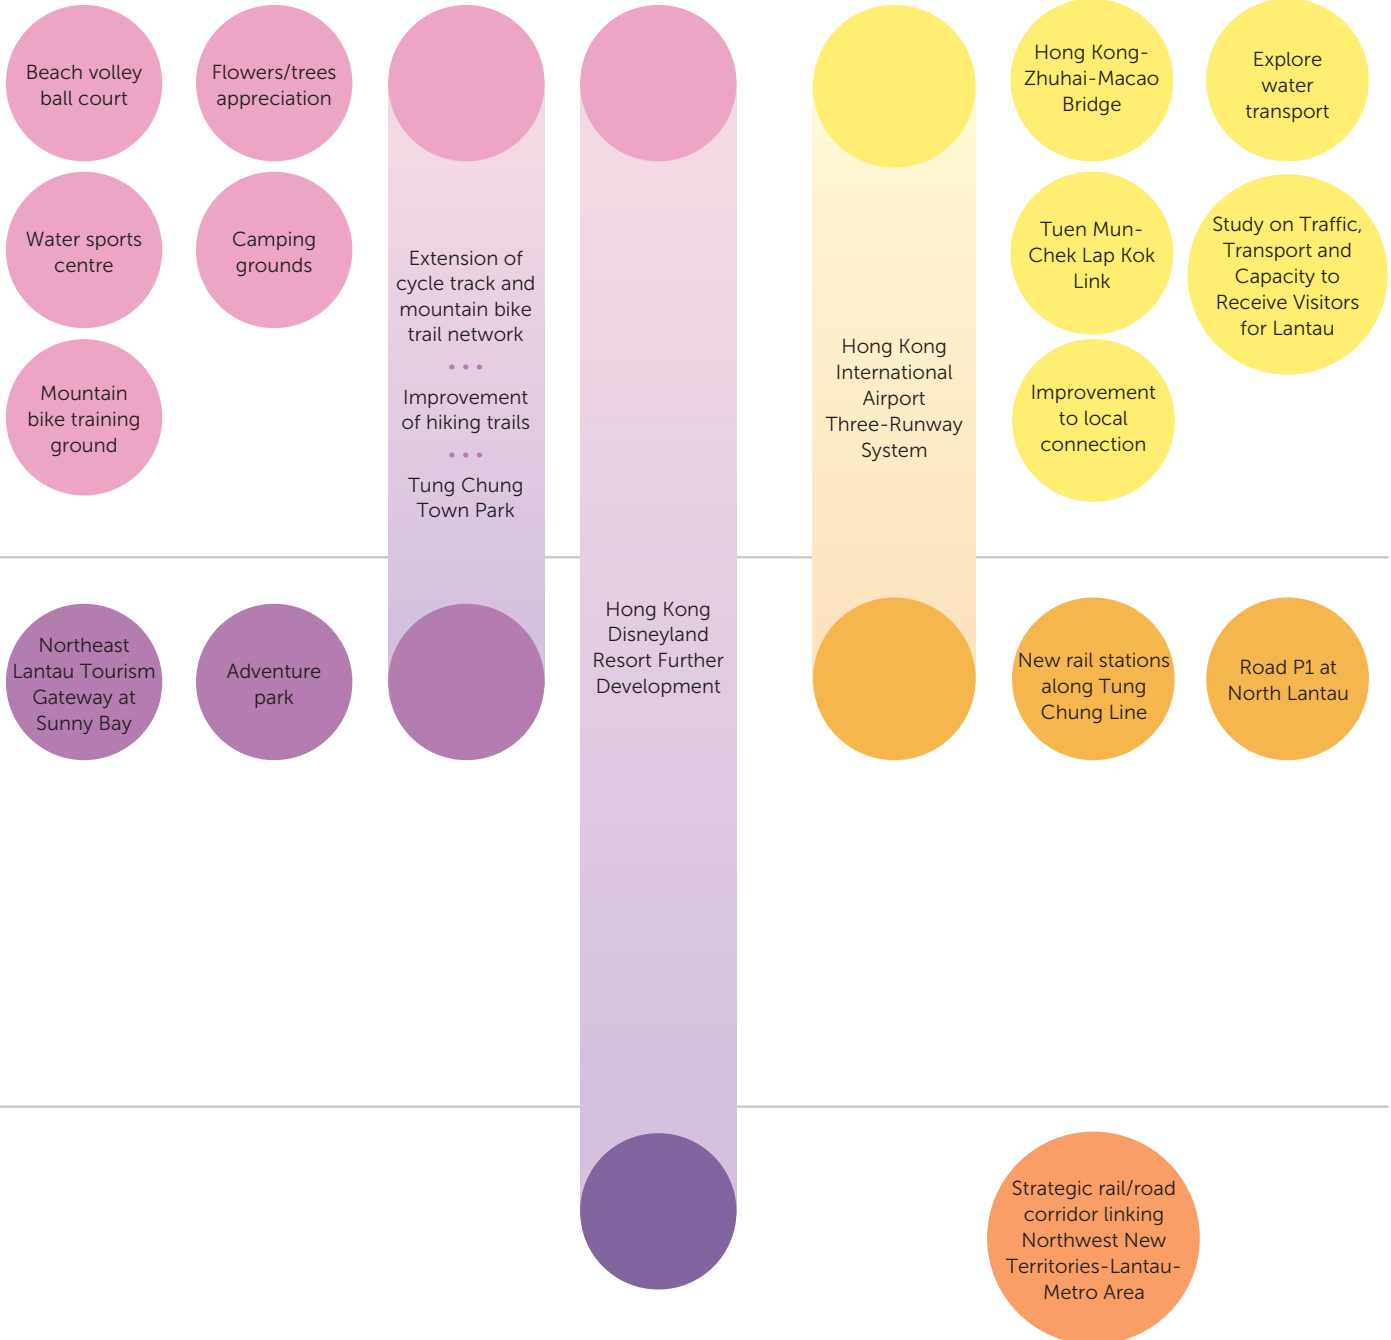 Beach volley
ball court
Flowers/trees
appreciation
Water sports
centre
Camping
grounds
Mountain
bike training
ground
Extension of
cycle track and
mountain bike
trail network
• • •
Improvement
of hiking trails
• • •
Tung Chung
Town Park
Hong Kong
Disneyland
Resort Further
Development
Hong Kong
International
Airport
Three-Runway
System
Hong Kong-
Zhuhai-Macao
Bridge
Explore
water
transport
Tuen Mun-
Chek Lap Kok
Link
Study on Traffic,
Transport and
Capacity to
Receive Visitors
for Lantau
Improvement
to local
connection
Northeast
Lantau Tourism
Gateway at
Sunny Bay
Adventure
park
New rail stations
along Tung
Chung Line
Road P1 at
North Lantau
Strategic rail/road
corridor linking
Northwest New
Territories-Lantau-
Metro Area